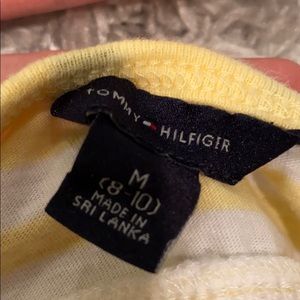 TOMMY HILFIGER
M
(8-10)
MADE IN
SRI LANKA